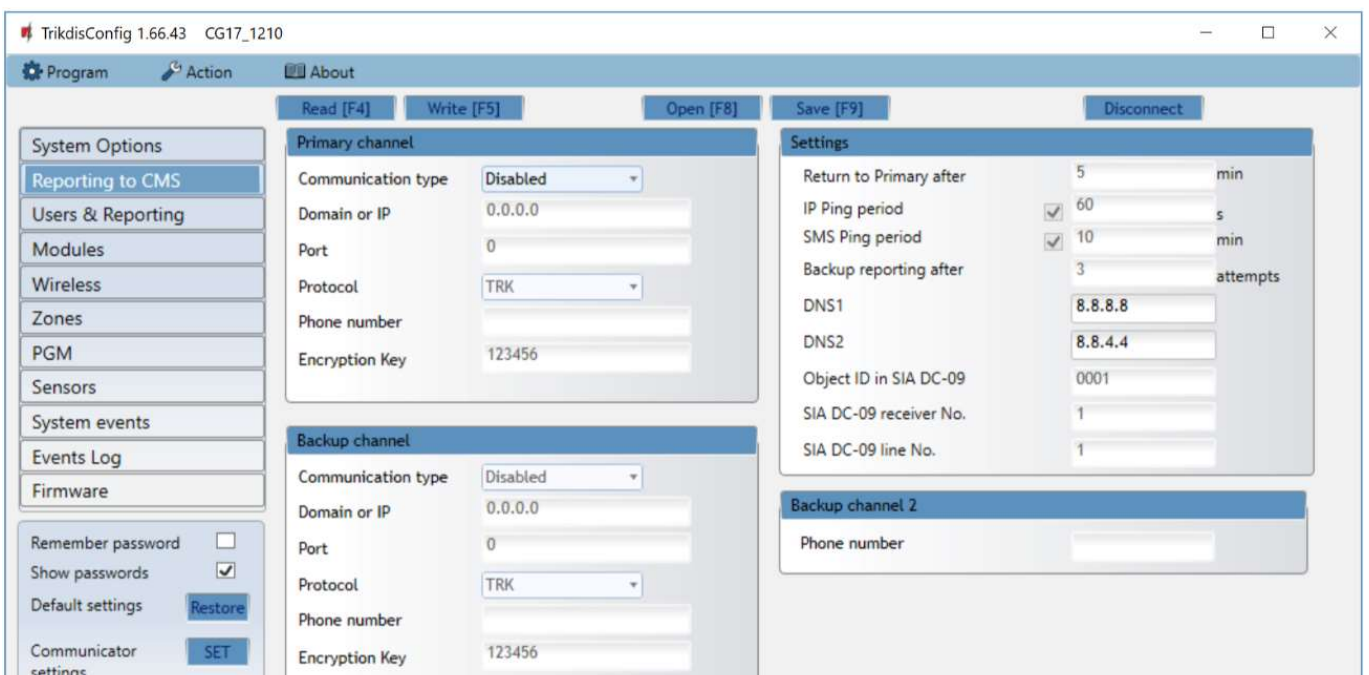 TrikdisConfig 1.66.43 CG17_1210
Program Action About
Read [F4] Write [F5] Open [F8] Save [F9] Disconnect
System Options
Reporting to CMS
Users & Reporting
Modules
Wireless
Zones
PGM
Sensors
System events
Events Log
Firmware
Remember password
Show passwords
Default settings Restore
Communicator SET
settings
Primary channel
Communication type Disabled
Domain or IP 0.0.0.0
Port 0
Protocol TRK
Phone number
Encryption Key 123456
Backup channel
Communication type Disabled
Domain or IP 0.0.0.0
Port 0
Protocol TRK
Phone number
Encryption Key 123456
Settings
Return to Primary after 5 min
IP Ping period 60 s
SMS Ping period 10 min
Backup reporting after 3 attempts
DNS1 8.8.8.8
DNS2 8.8.4.4
Object ID in SIA DC-09 0001
SIA DC-09 receiver No. 1
SIA DC-09 line No. 1
Backup channel 2
Phone number